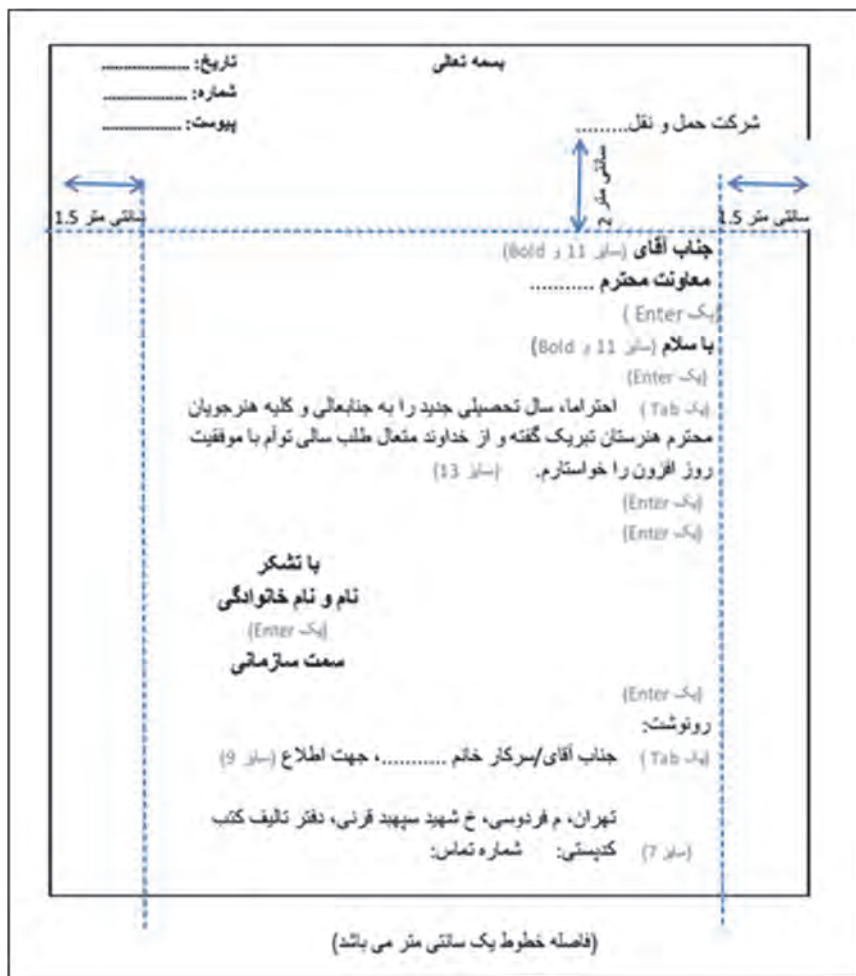 بسمه تعالی
تاریخ: ..................
شماره: ..................
پیوست: ..................
شرکت حمل و نقل.........
2 سانتی متر
1.5 سانتی متر
1.5 سانتی متر
جناب آقای (سایز 11 و Bold)
معاونت محترم ...........
(یک Enter )
با سلام (سایز 11 و Bold)
(یک Enter)
(یک Tab ) احتراما، سال تحصیلی جدید را به جنابعالی و کلیه هنرجویان
محترم هنرستان تبریک گفته و از خداوند متعال طلب سالی توأم با موفقیت
روز افزون را خواستارم. (سایز 13)
(یک Enter)
(یک Enter)
با تشکر
نام و نام خانوادگی
(یک Enter)
سمت سازمانی
(یک Enter)
رونوشت:
(یک Tab ) جناب آقای/سرکار خانم ...........، جهت اطلاع (سایز 9)
تهران، م فردوسی، خ شهید سپهبد قرنی، دفتر تالیف کتب
(سایز 7) کدپستی: شماره تماس:
(فاصله خطوط یک سانتی متر می باشد)